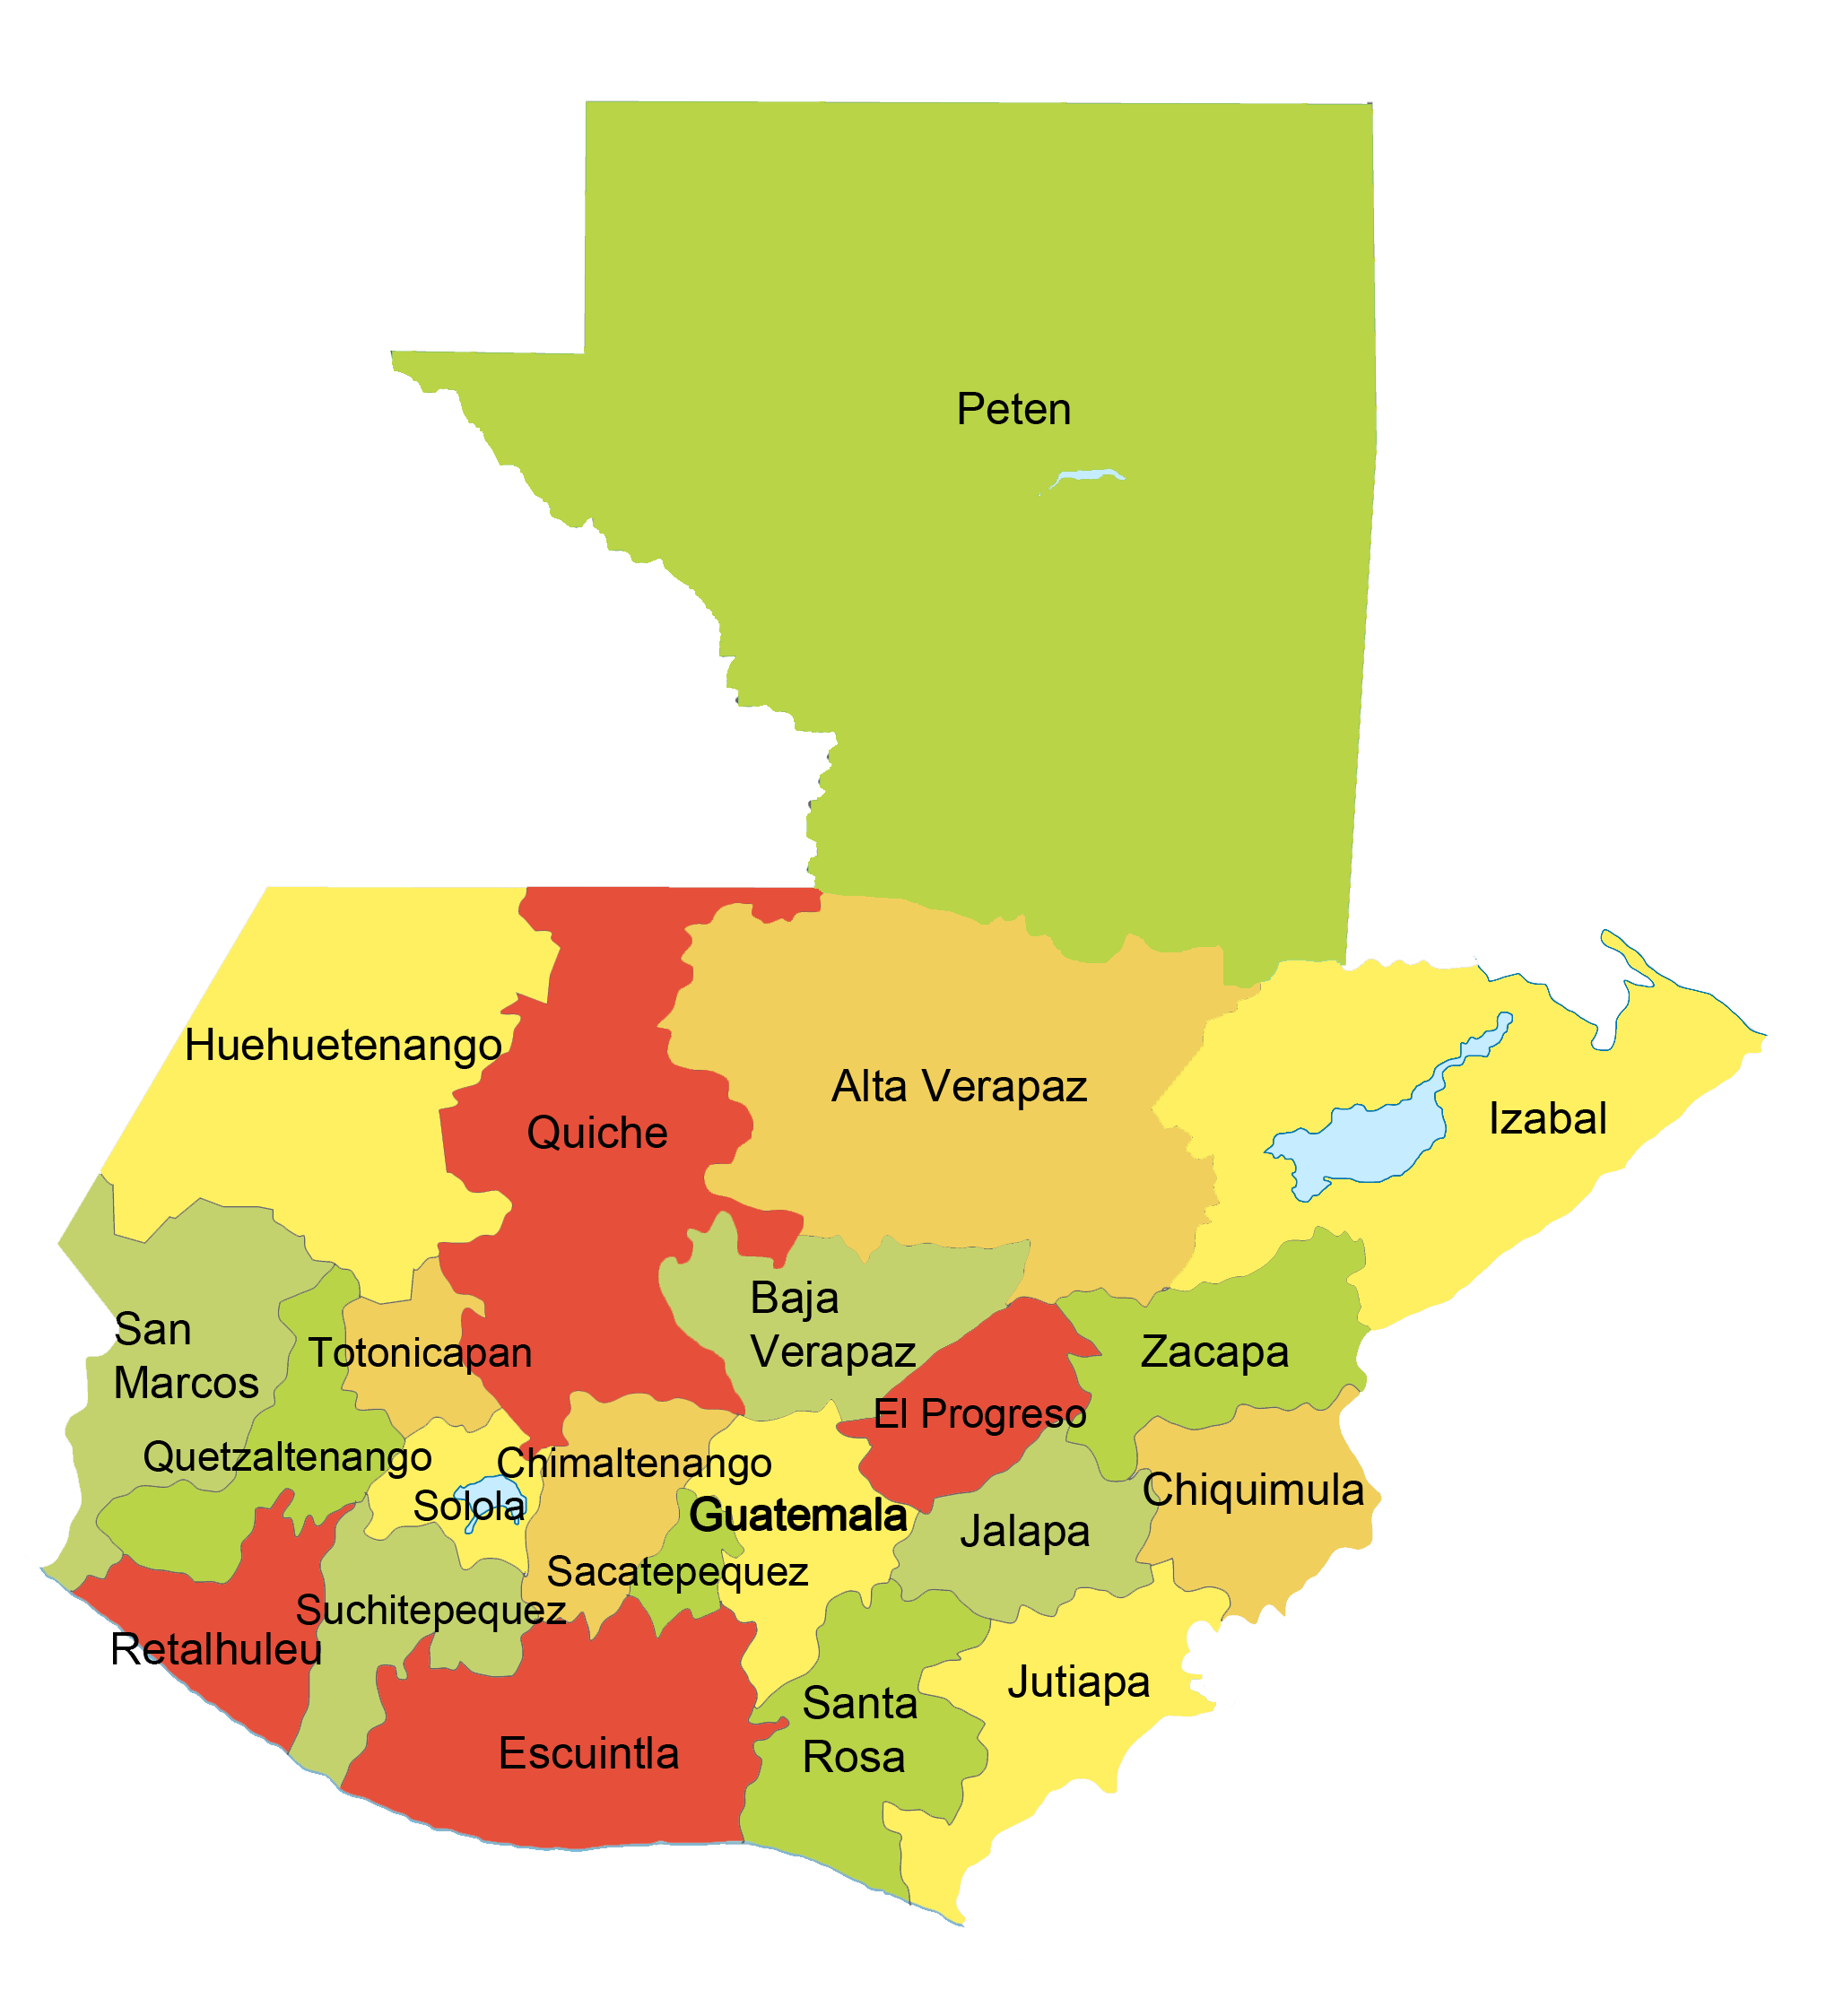 Peten
Huehuetenango
Alta Verapaz
Izabal
Quiche
Baja
Verapaz
San
Marcos
Totonicapan
Zacapa
El Progreso
Quetzaltenango
Chimaltenango
Chiquimula
Solola
Guatemala
Jalapa
Sacatepequez
Suchitepequez
Retalhuleu
Jutiapa
Santa
Rosa
Escuintla